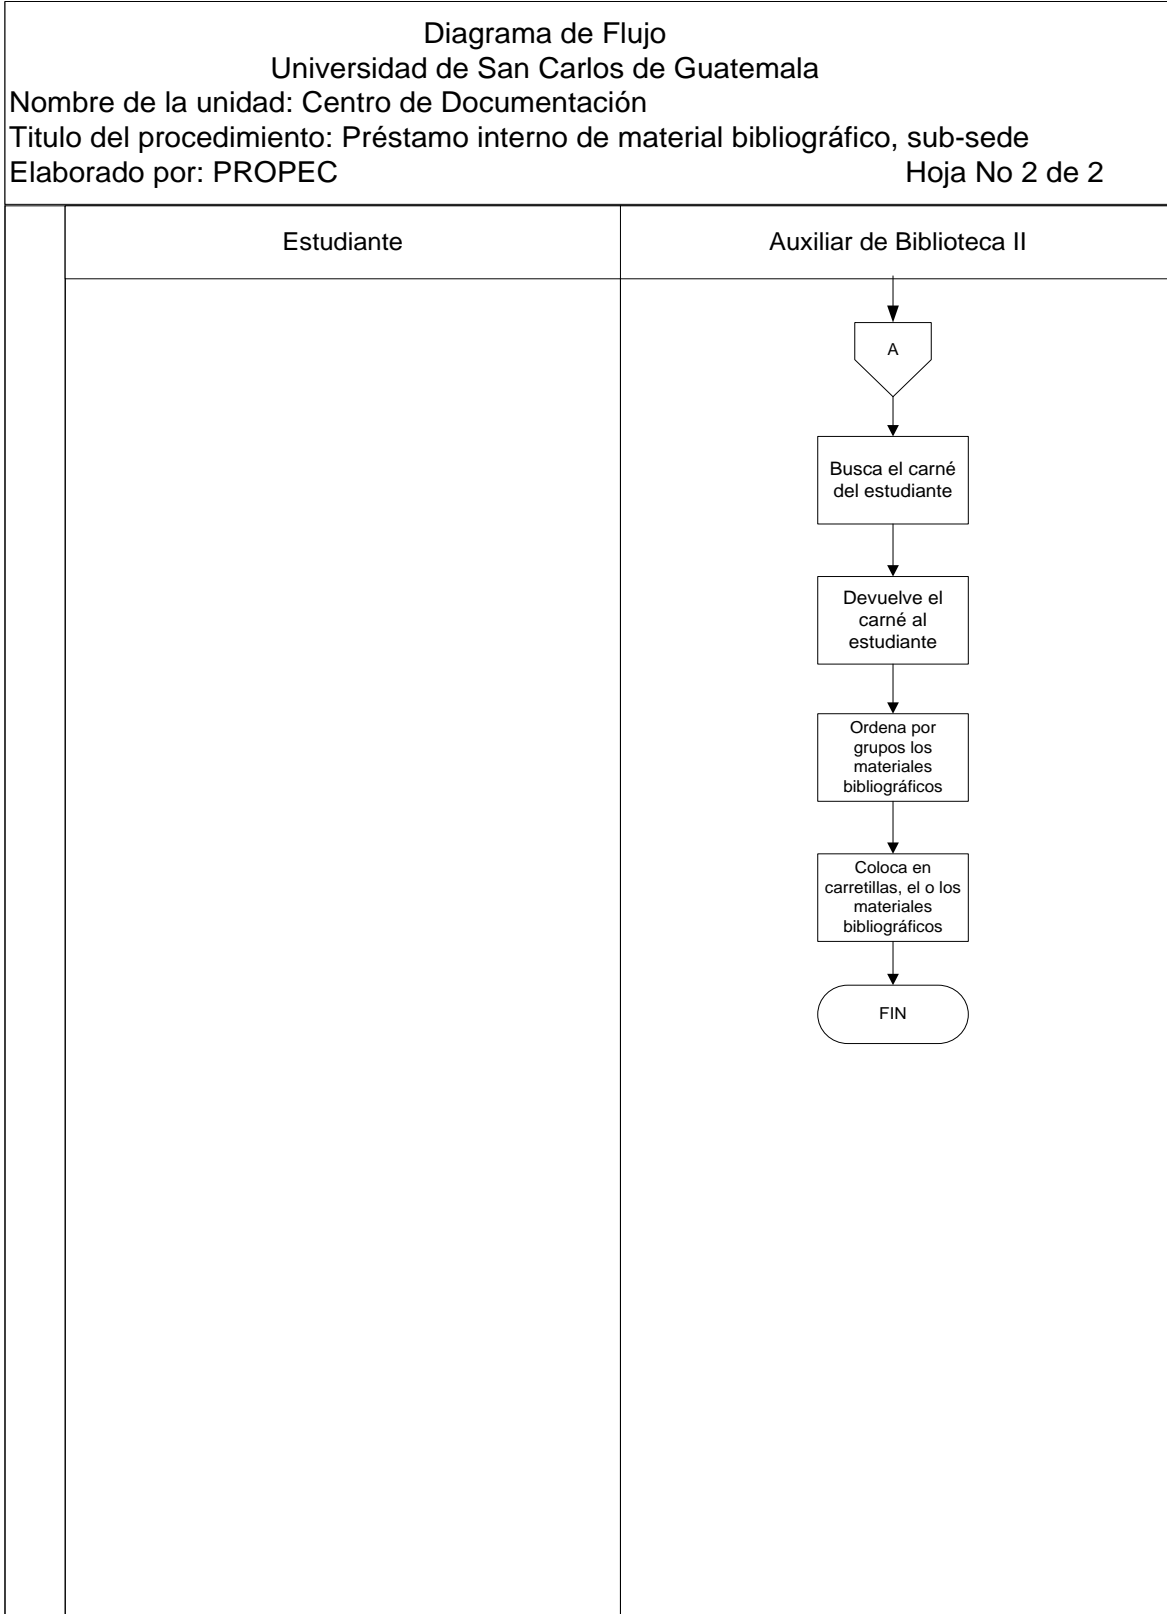 Diagrama de Flujo
Universidad de San Carlos de Guatemala
Nombre de la unidad: Centro de Documentación
Titulo del procedimiento: Préstamo interno de material bibliográfico, sub-sede
Elaborado por: PROPEC Hoja No 2 de 2
Estudiante
Auxiliar de Biblioteca II
A
Busca el carné
del estudiante
Devuelve el
carné al
estudiante
Ordena por
grupos los
materiales
bibliográficos
Coloca en
carretillas, el o los
materiales
bibliográficos
FIN